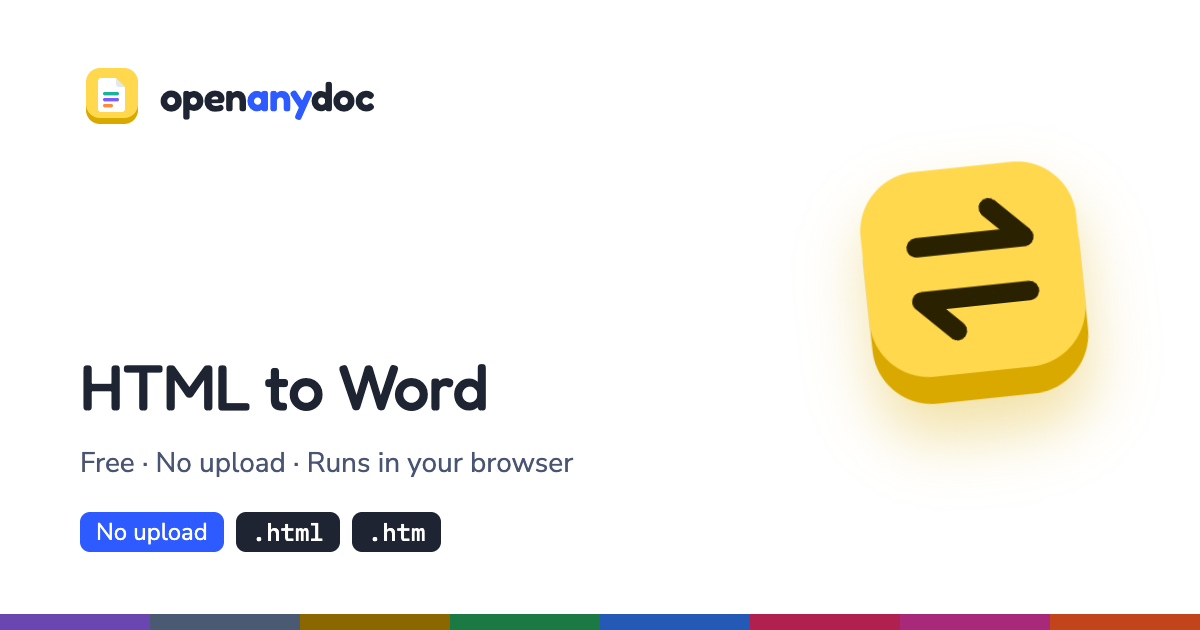 openanydoc
HTML to Word
Free · No upload · Runs in your browser
No upload .html .htm